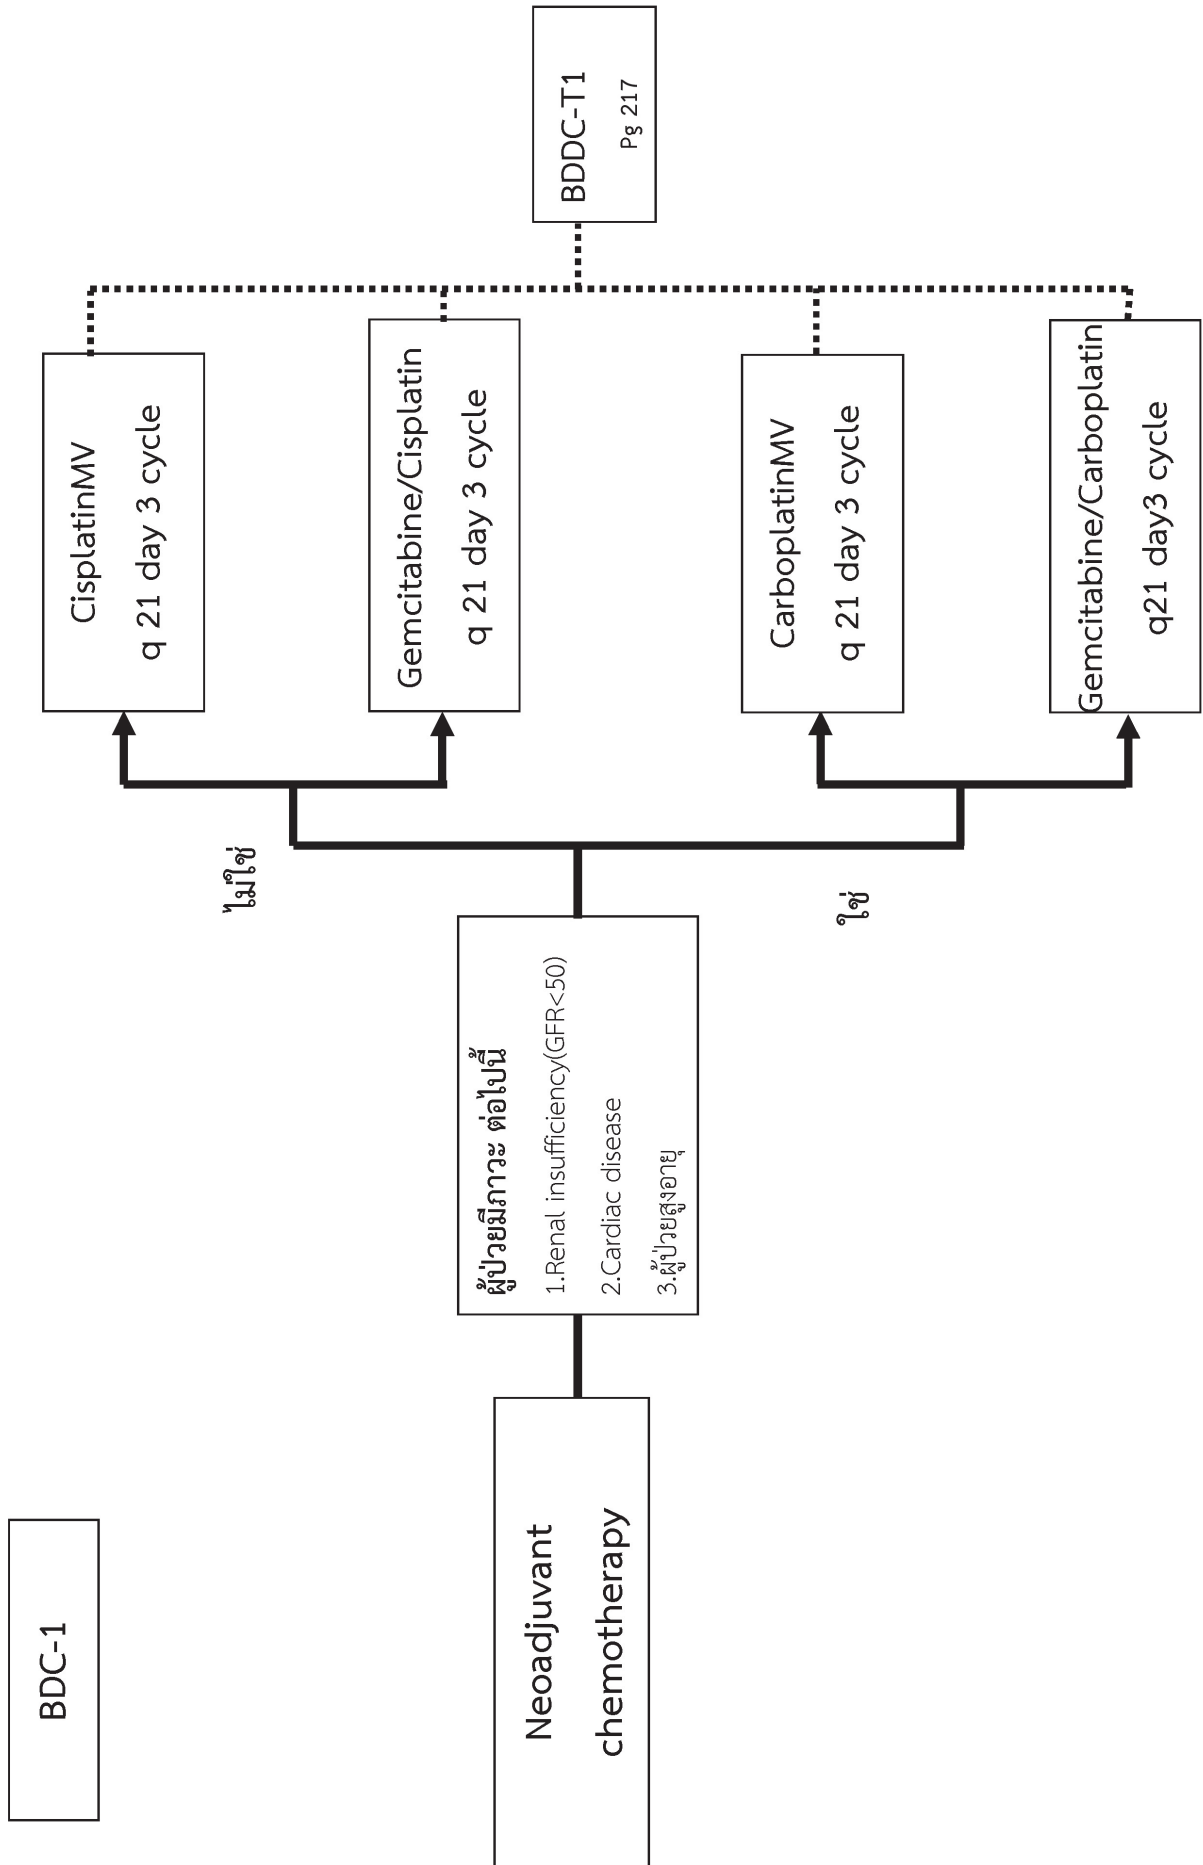 BDC-1
Neoadjuvant
chemotherapy
ผู้ป่วยมีภาวะ ต่อไปนี้
1.Renal insufficiency(GFR<50)
2.Cardiac disease
3.ผู้ป่วยสูงอายุ
ไม่ใช่
ใช่
CisplatinMV
q 21 day 3 cycle
Gemcitabine/Cisplatin
q 21 day 3 cycle
CarboplatinMV
q 21 day 3 cycle
Gemcitabine/Carboplatin
q21 day3 cycle
BDDC-T1
Pg 217